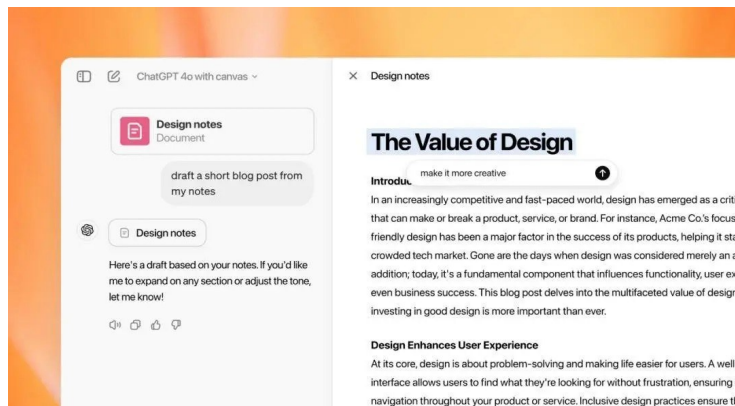 ChatGPT 4o with canvas
Design notes
Document
draft a short blog post from
my notes
Design notes
Here's a draft based on your notes. If you'd like
me to expand on any section or adjust the tone,
let me know!
Design notes
The Value of Design
make it more creative
In an increasingly competitive and fast-paced world, design has emerged as a
that can make or break a product, service, or brand. For instance, Acme Co.'s focus
friendly design has been a major factor in the success of its products, helping it
crowded tech market. Gone are the days when design was considered merely an
addition; today, it's a fundamental component that influences functionality, user
even business success. This blog post delves into the multifaceted value of design
investing in good design is more important than ever.
Design Enhances User Experience
At its core, design is about problem-solving and making life easier for users. A well
interface allows users to find what they're looking for without frustration, ensuring
navigation throughout your product or service. Inclusive design practices ensure